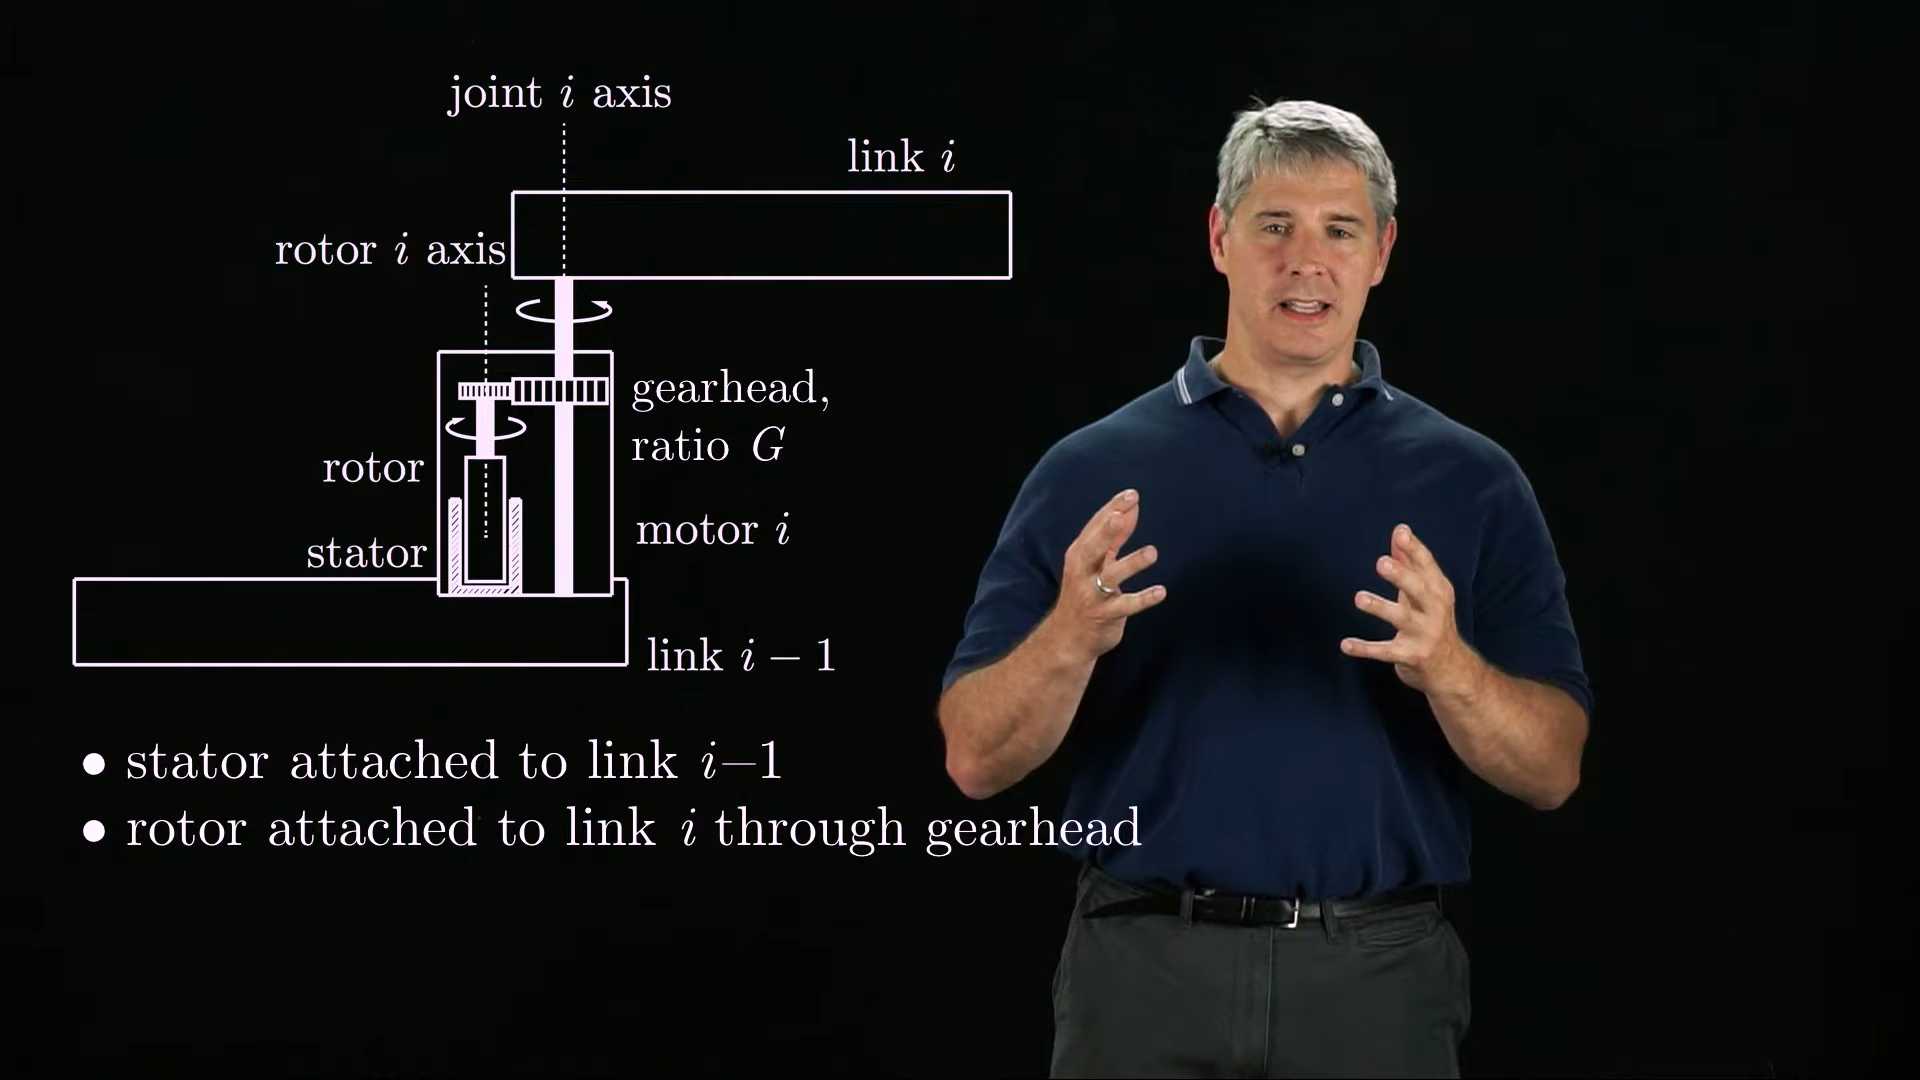 joint i axis
link i
rotor i axis
gearhead,
ratio G
rotor
motor i
stator
link i − 1
• stator attached to link i−1
• rotor attached to link i through gearhead